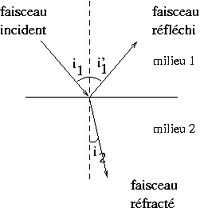 faisceau
incident
faisceau
réfléchi
i1
i'1
milieu 1
milieu 2
i2
faisceau
réfracté